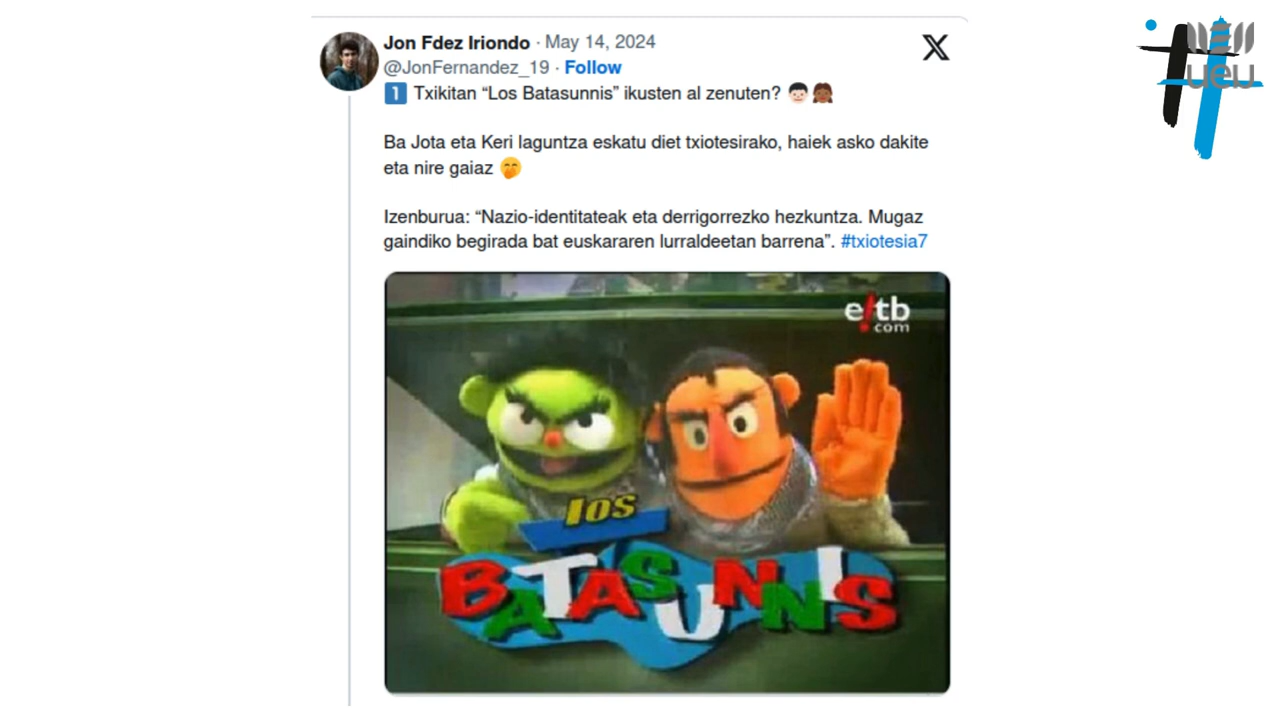 Jon Fdez Iriondo · May 14, 2024
@JonFernandez_19 · Follow
1 Txikitan “Los Batasunnis” ikusten al zenuten?
Ba Jota eta Keri laguntza eskatu diet txiotesirako, haiek asko dakite
eta nire gaiaz
Izenburua: “Nazio-identitateak eta derrigorrezko hezkuntza. Mugaz
gaindiko begirada bat euskararen lurraldeetan barrena”. #txiotesia7
eitb
com
los
BATASUNNIS
ueu